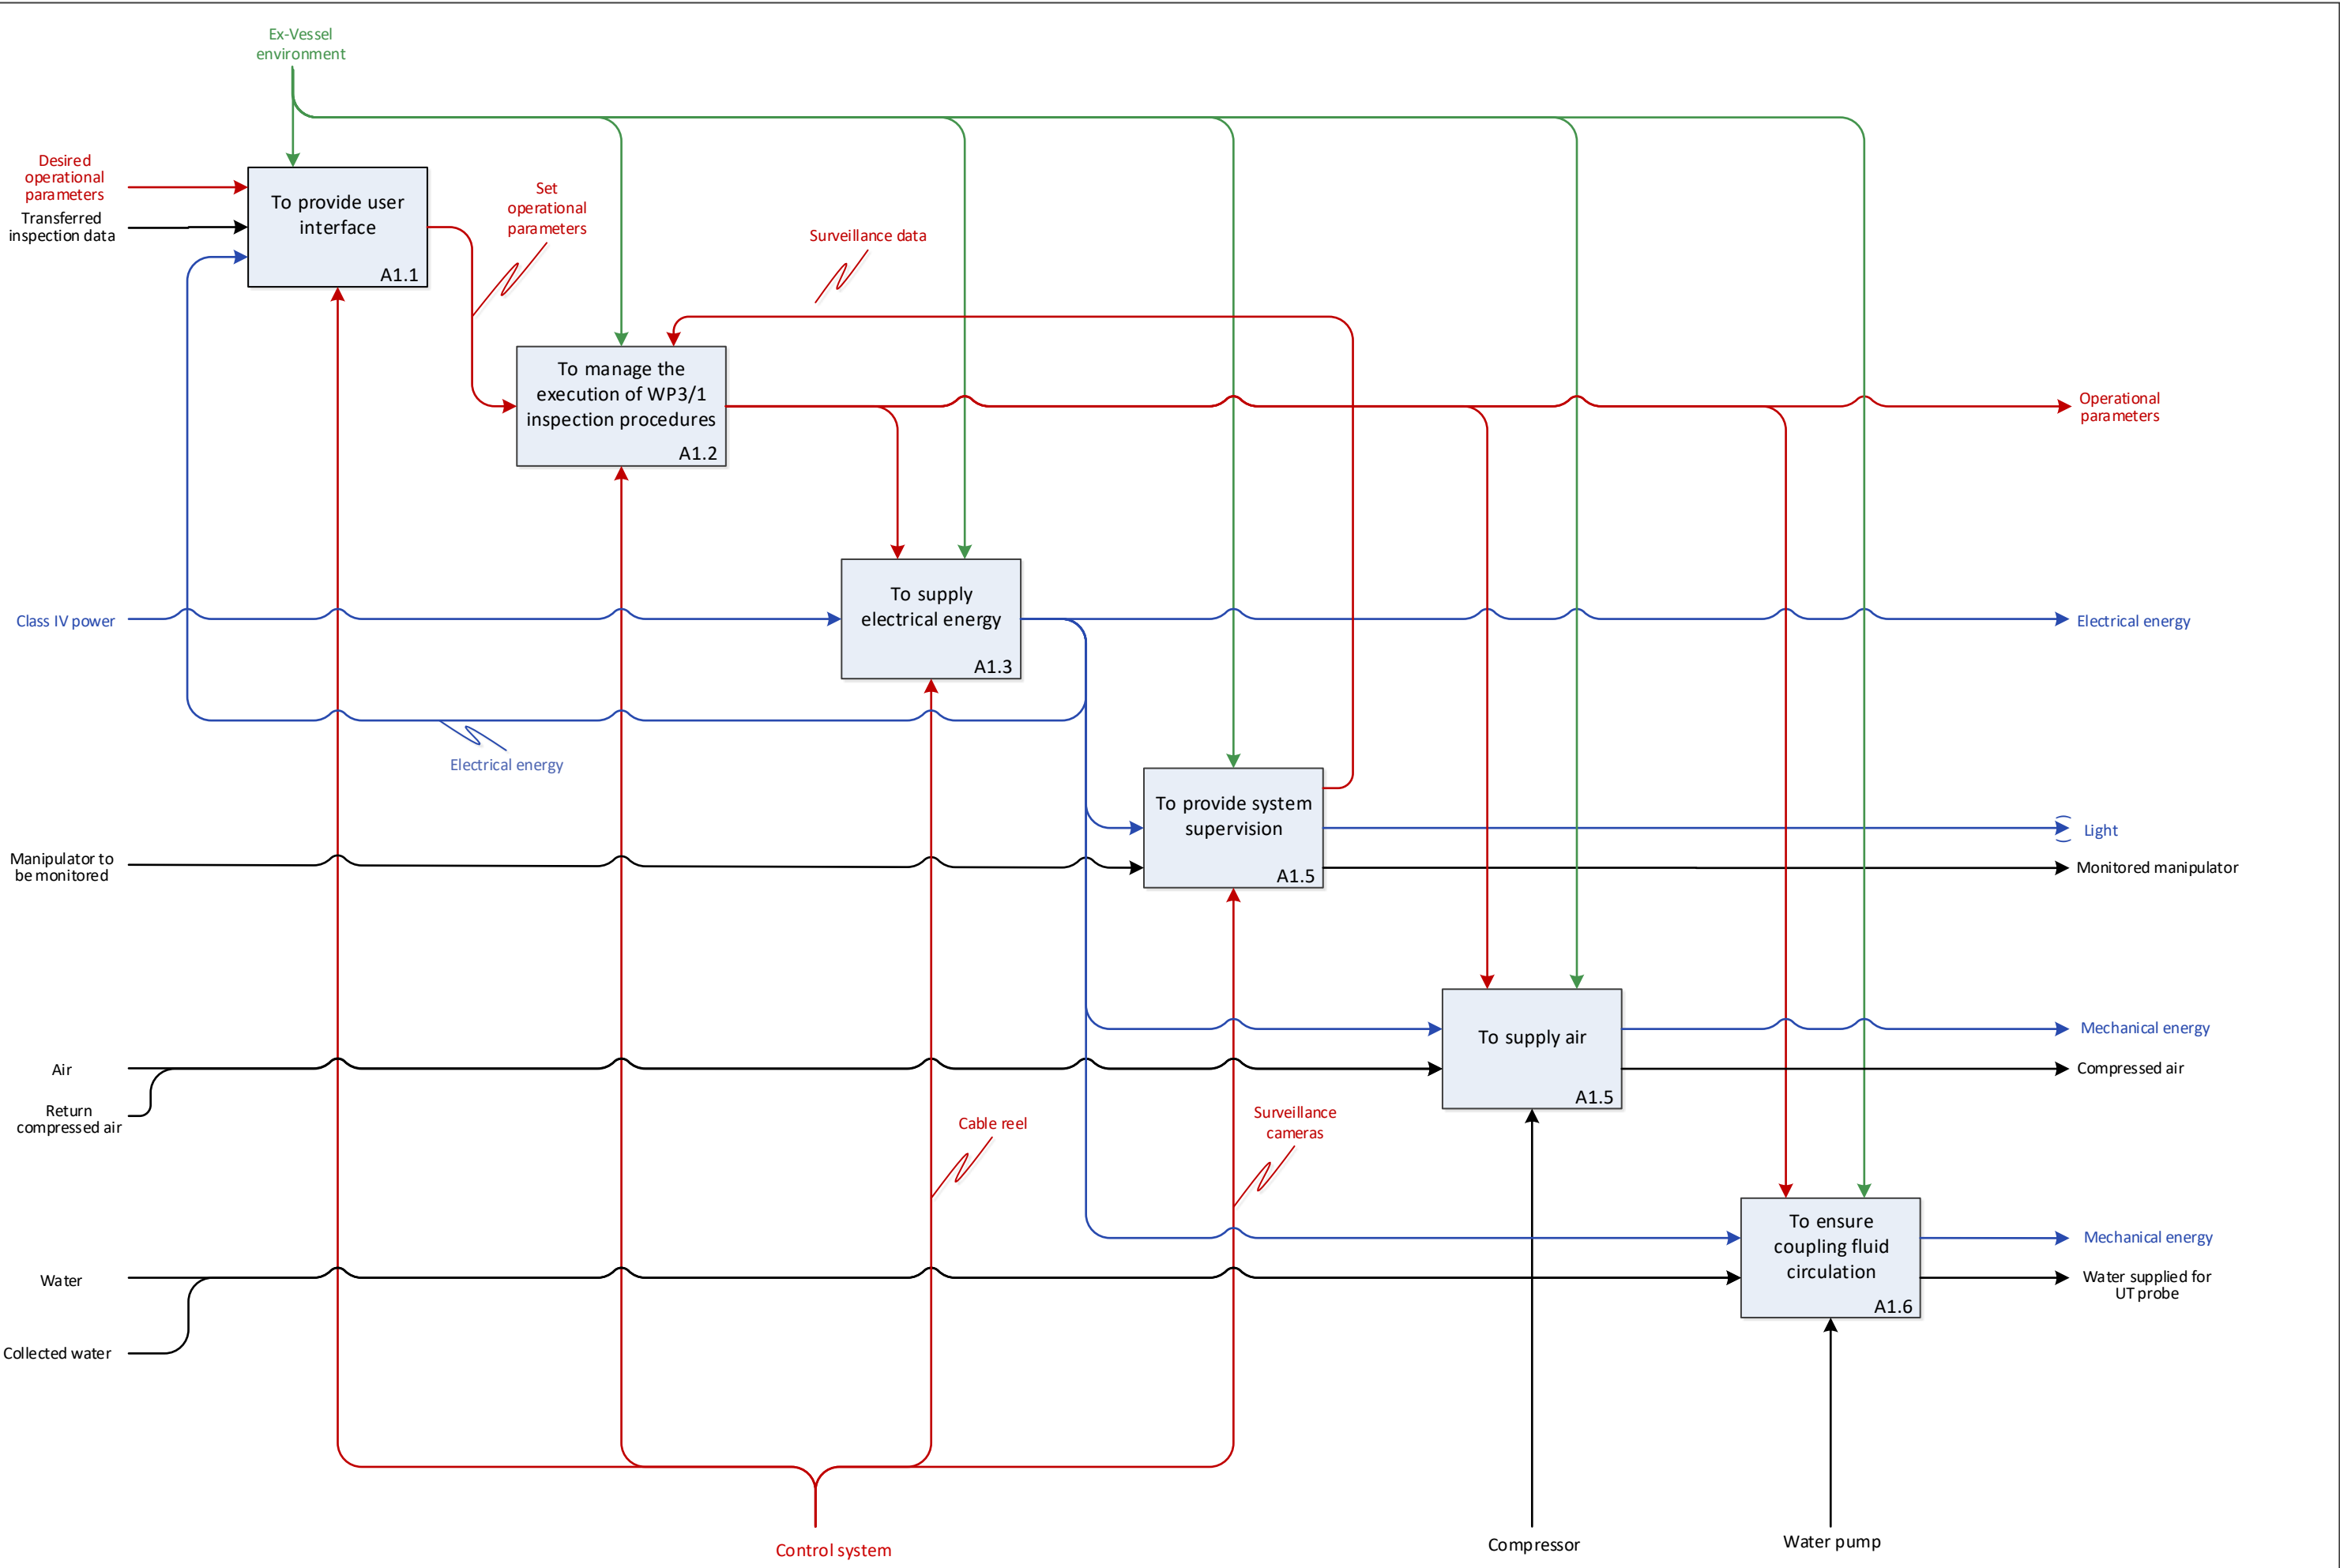 Ex-Vessel
environment
Desired
operational
parameters
Transferred
inspection data
To provide user
interface
A1.1
Set
operational
parameters
Surveillance data
To manage the
execution of WP3/1
inspection procedures
A1.2
Operational
parameters
Class IV power
To supply
electrical energy
A1.3
Electrical energy
Electrical energy
To provide system
supervision
A1.5
Light
Manipulator to
be monitored
Monitored manipulator
To supply air
A1.5
Mechanical energy
Air
Compressed air
Return
compressed air
Cable reel
Surveillance
cameras
To ensure
coupling fluid
circulation
A1.6
Mechanical energy
Water
Water supplied for
UT probe
Collected water
Control system
Compressor
Water pump